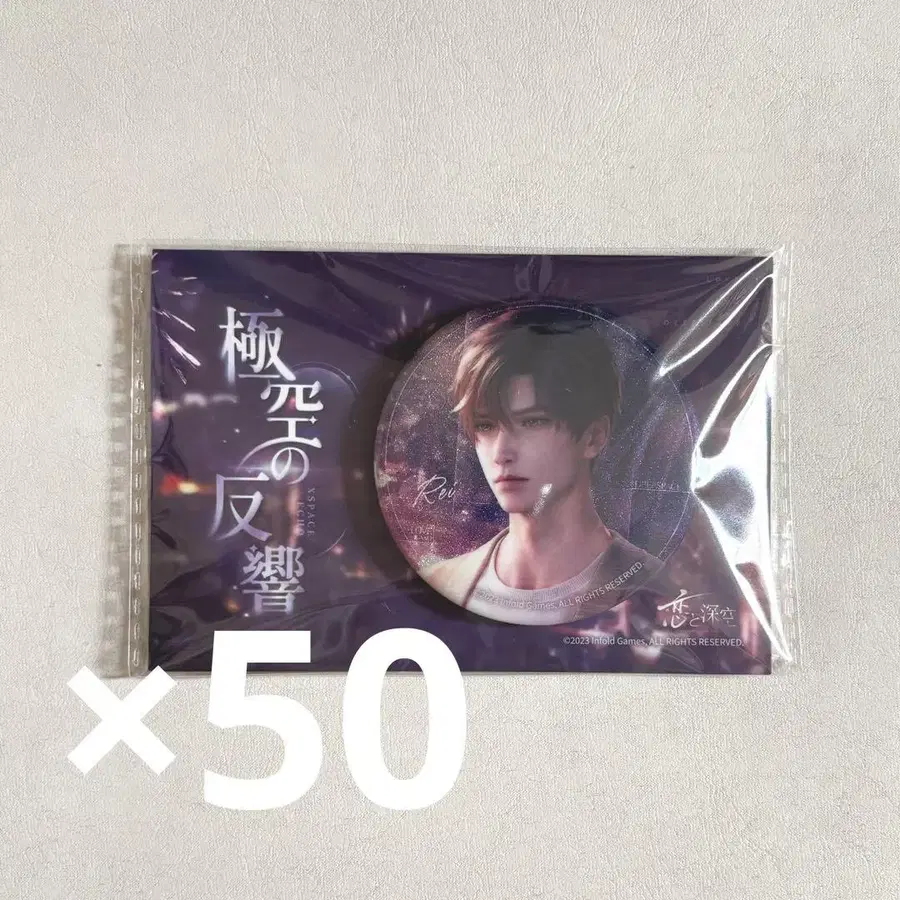 極空の反響
XSPACE
ECHO
Rei
©2023 Infold Games, ALL RIGHTS RESERVED.
恋と深空
©2023 Infold Games, ALL RIGHTS RESERVED.
×50